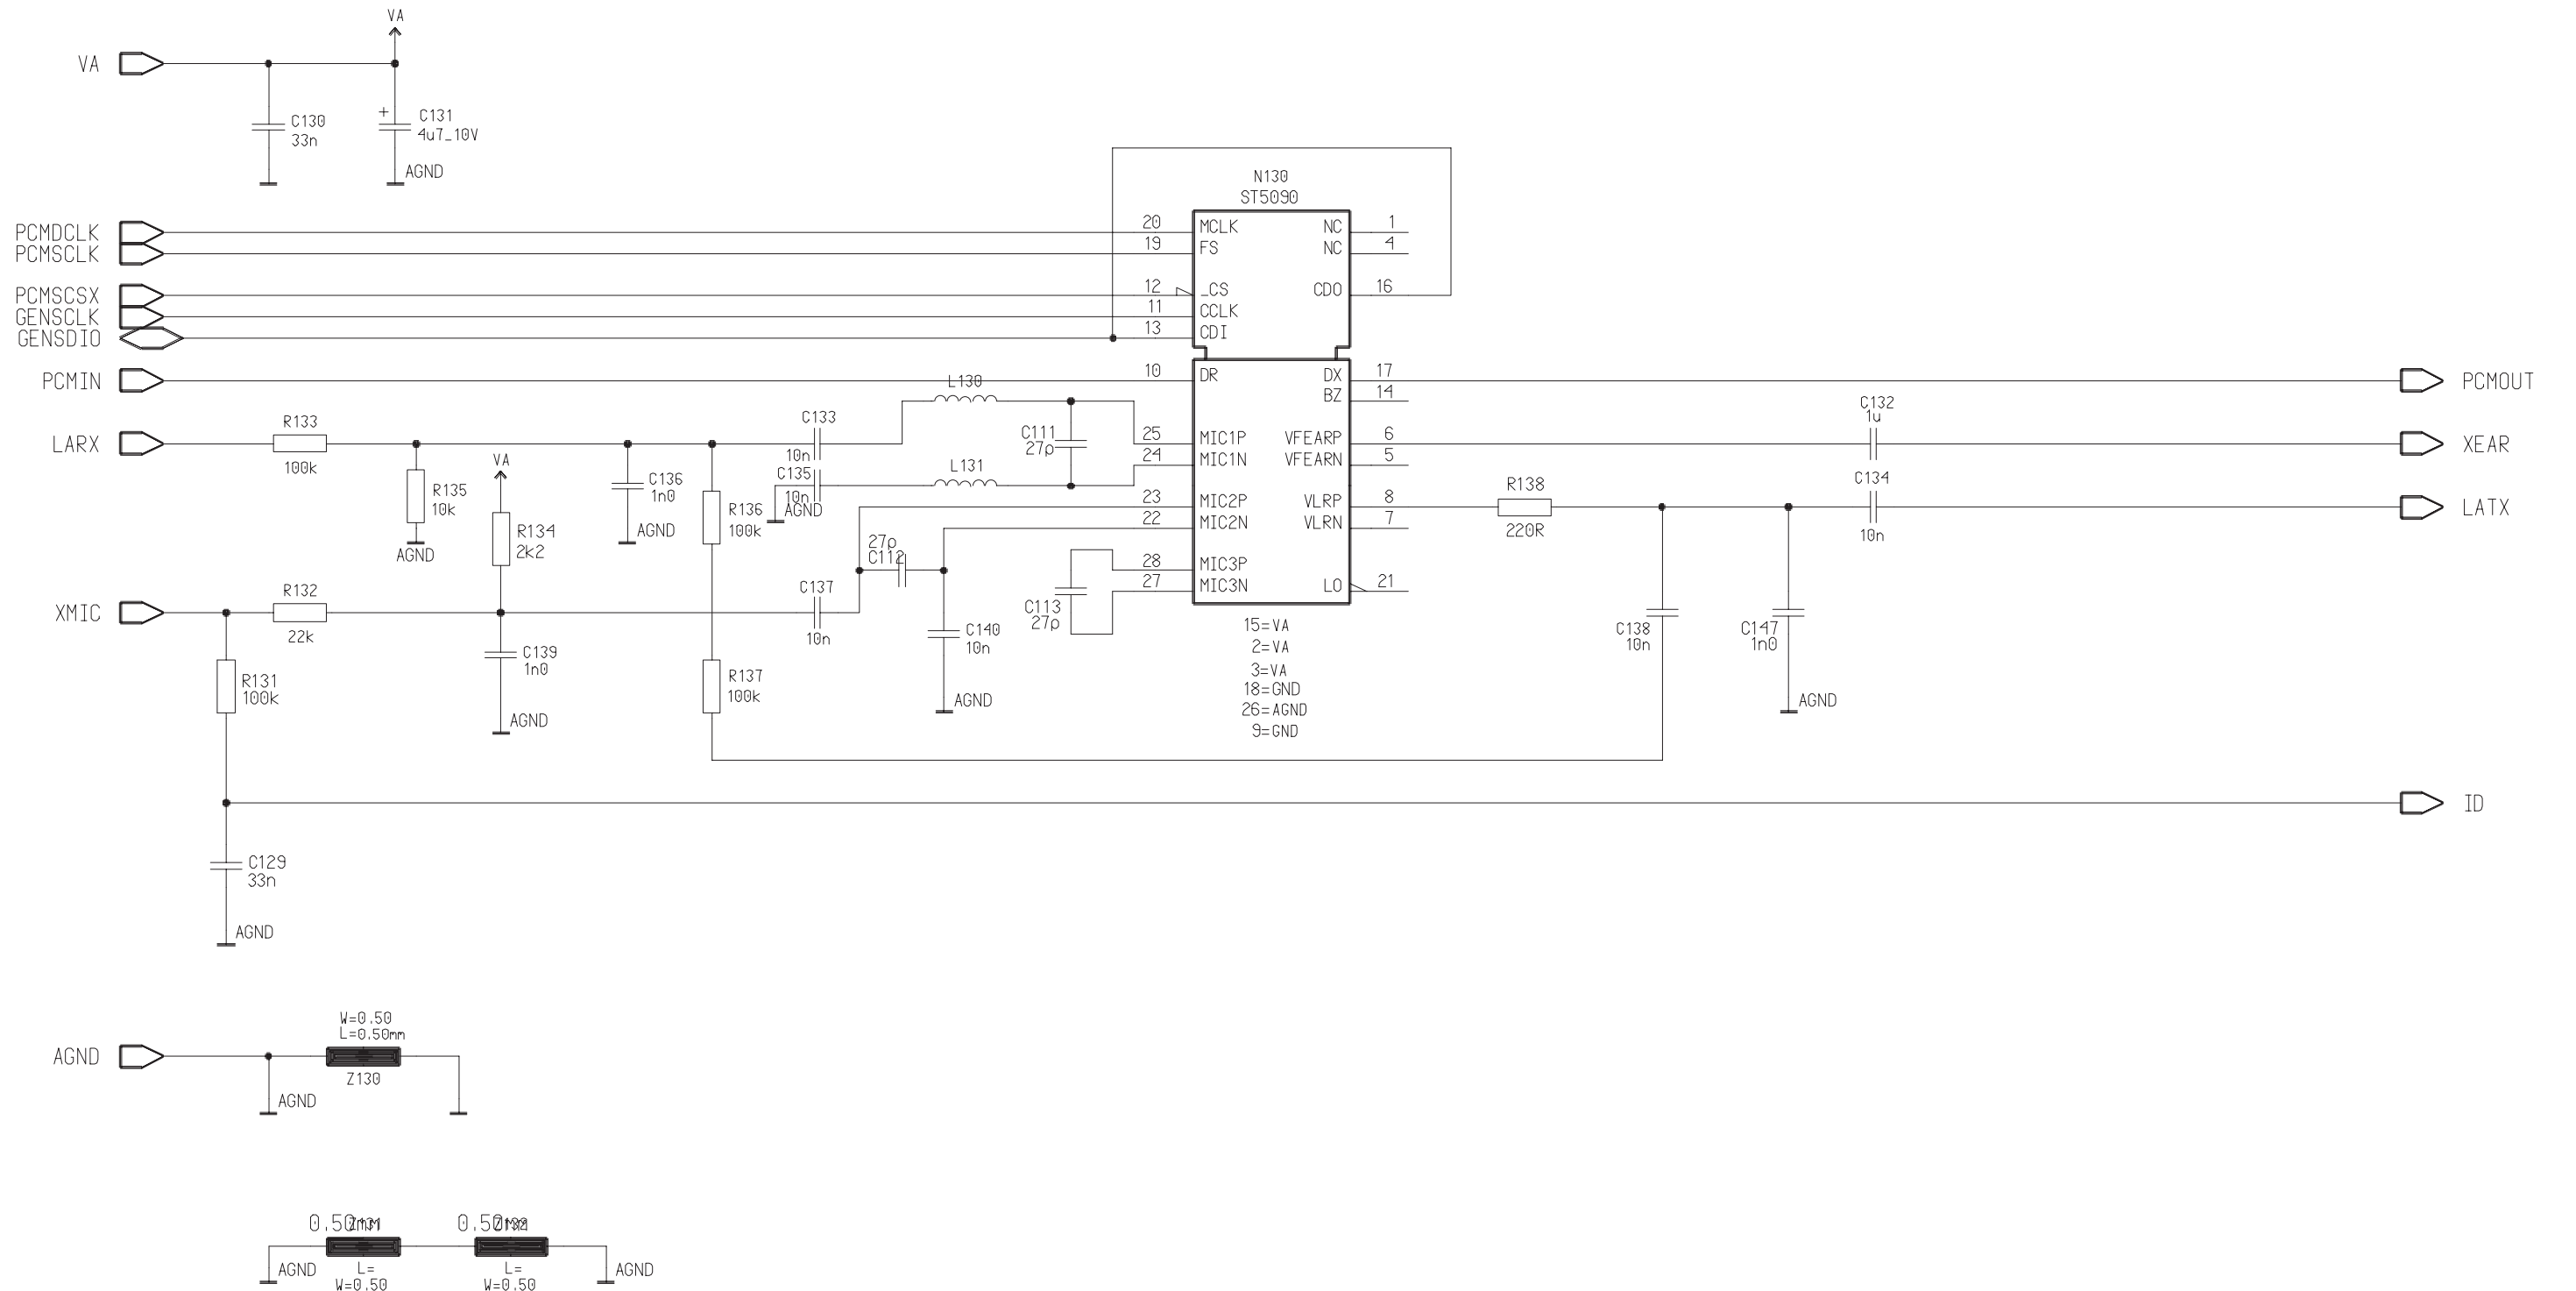 VA
VA
C130
33n
+
C131
4u7_10V
AGND
N130
ST5090
PCMDCLK
20
MCLK
NC
1
PCMSCLK
19
FS
NC
4
PCMSCSX
12
_CS
CDO
16
GENSCLK
11
CCLK
GENSDIO
13
CDI
PCMIN
10
DR
DX
17
PCMOUT
BZ
14
L130
LARX
R133
100k
C133
10n
C111
27p
25
MIC1P
VFEARP
6
C132
1u
XEAR
24
MIC1N
VFEARN
5
VA
R135
10k
AGND
C136
1n0
AGND
R136
100k
C135
10n
AGND
L131
23
MIC2P
VLRP
8
R138
220R
C134
10n
LATX
22
MIC2N
VLRN
7
R134
2k2
27p
C112
28
MIC3P
27
MIC3N
LO
21
XMIC
R132
22k
C137
10n
C113
27p
C140
10n
AGND
C139
1n0
AGND
R131
100k
R137
100k
15=VA
2=VA
3=VA
18=GND
26=AGND
9=GND
C138
10n
C147
1n0
AGND
ID
C129
33n
AGND
W=0.50
L=0.50mm
AGND
Z130
AGND
0.50mm
0.50mm
AGND
L=
W=0.50
L=
W=0.50
AGND